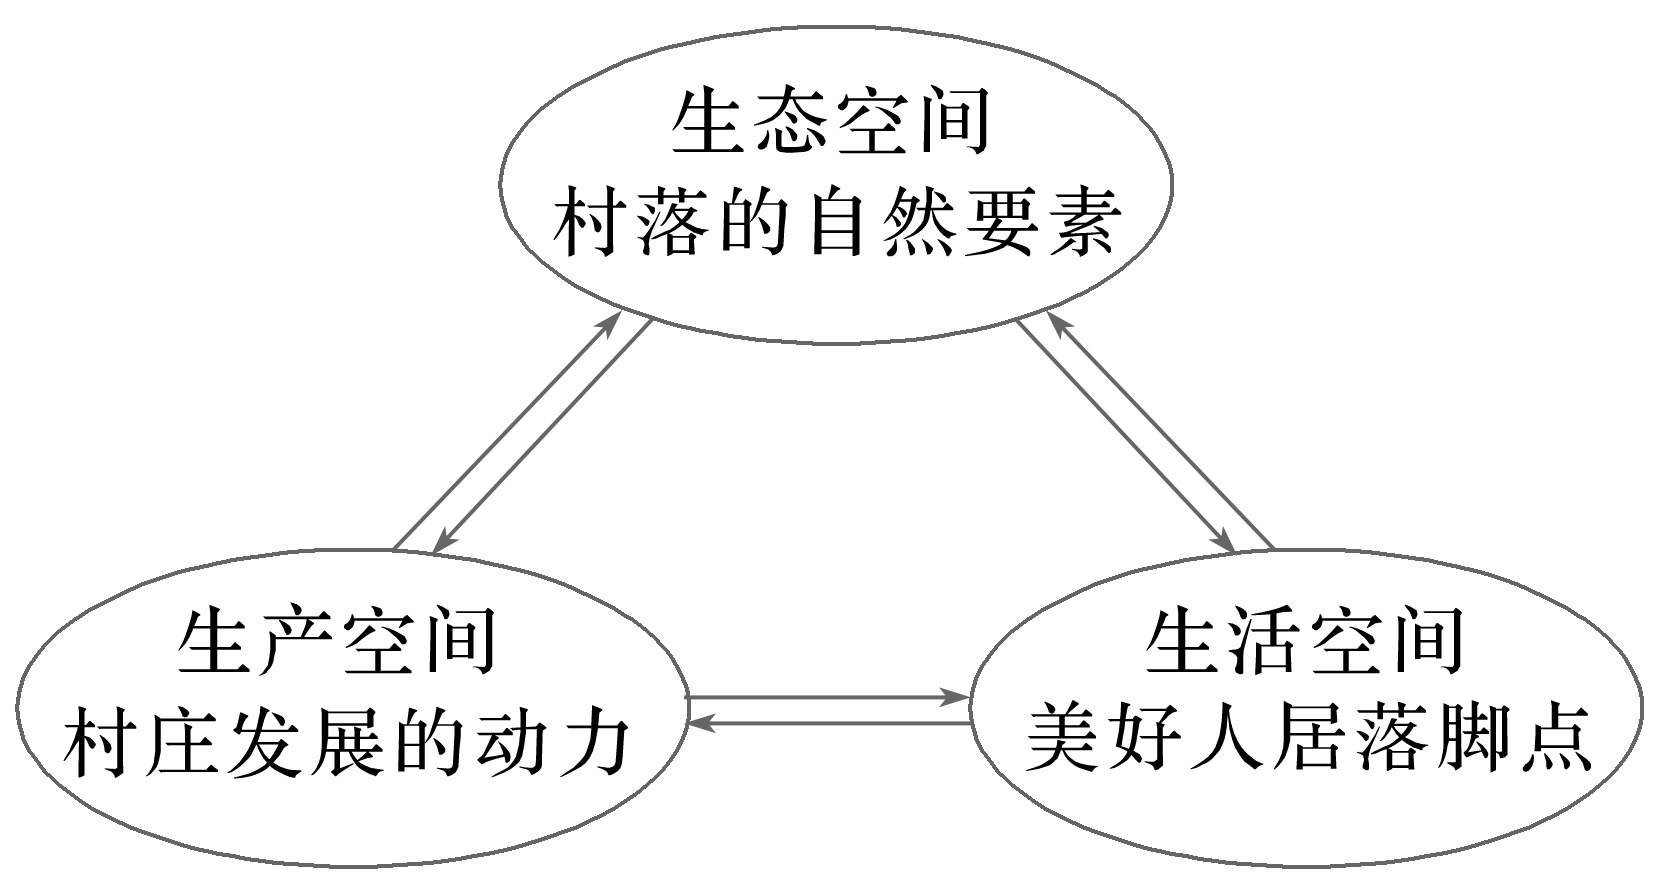 生态空间
村落的自然要素
生产空间
村庄发展的动力
生活空间
美好人居落脚点